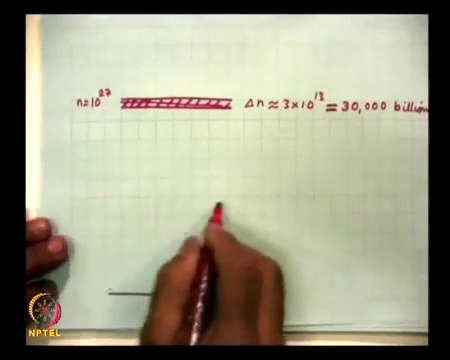 n=10^27 Δn ≈ 3×10^13 = 30,000 billion
NPTEL